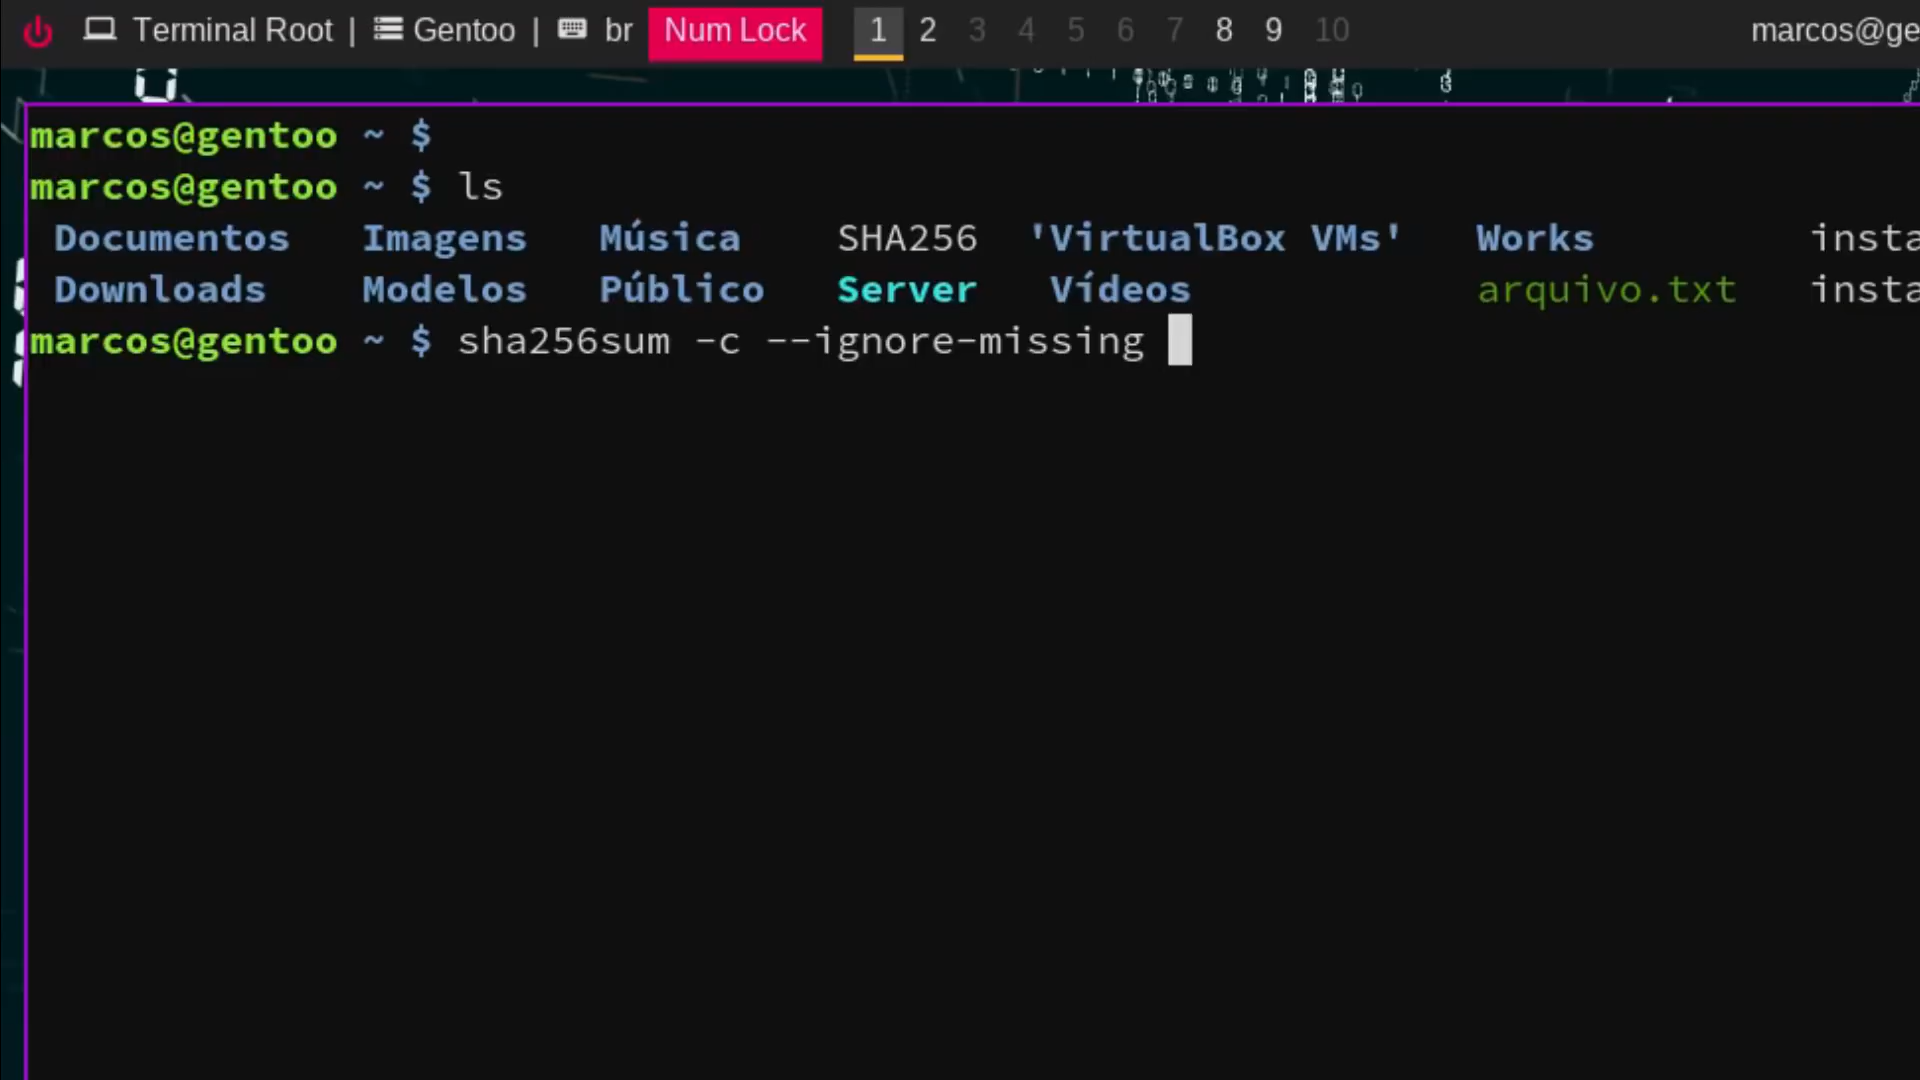 Terminal Root | Gentoo | br Num Lock 1 2 3 4 5 6 7 8 9 10 marcos@ge
marcos@gentoo ~ $
marcos@gentoo ~ $ ls
Documentos Imagens Música SHA256 'VirtualBox VMs' Works insta
Downloads Modelos Público Server Vídeos arquivo.txt insta
marcos@gentoo ~ $ sha256sum -c --ignore-missing